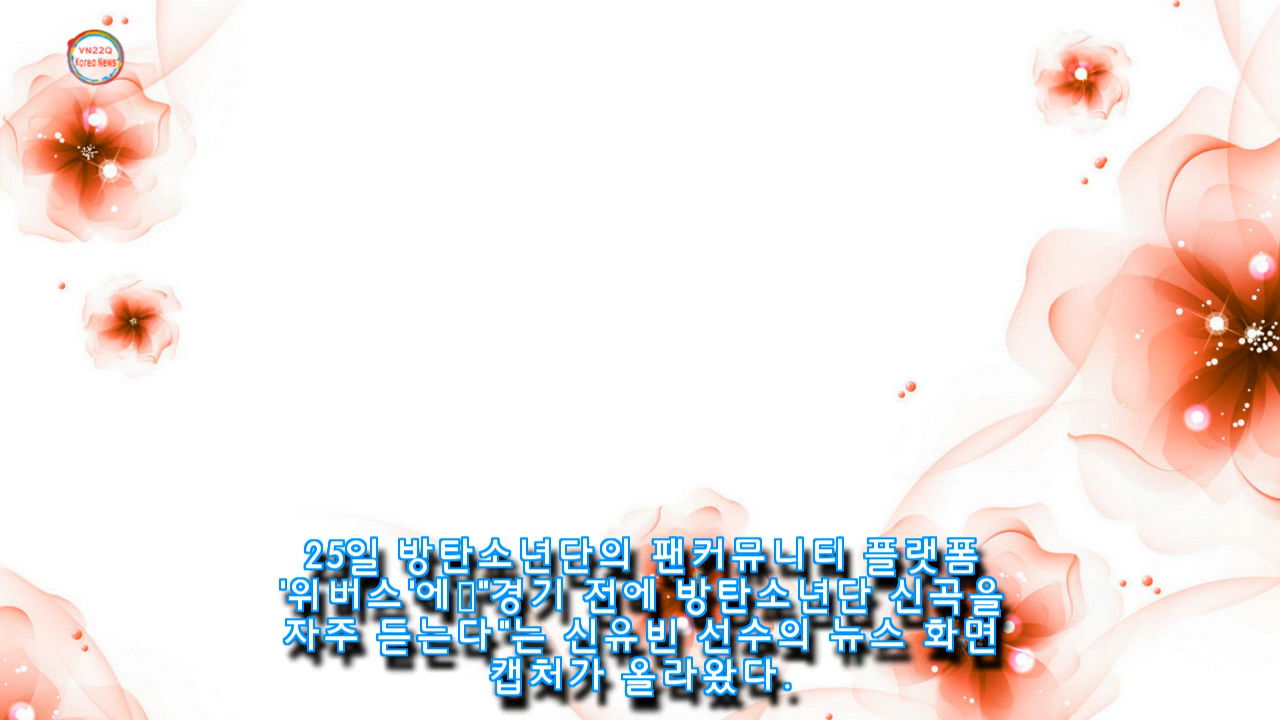 VN22Q
Korea News
25일 방탄소년단의 팬커뮤니티 플랫폼
'위버스'에▯"경기 전에 방탄소년단 신곡을
자주 듣는다"는 신유빈 선수의 뉴스 화면
캡처가 올라왔다.